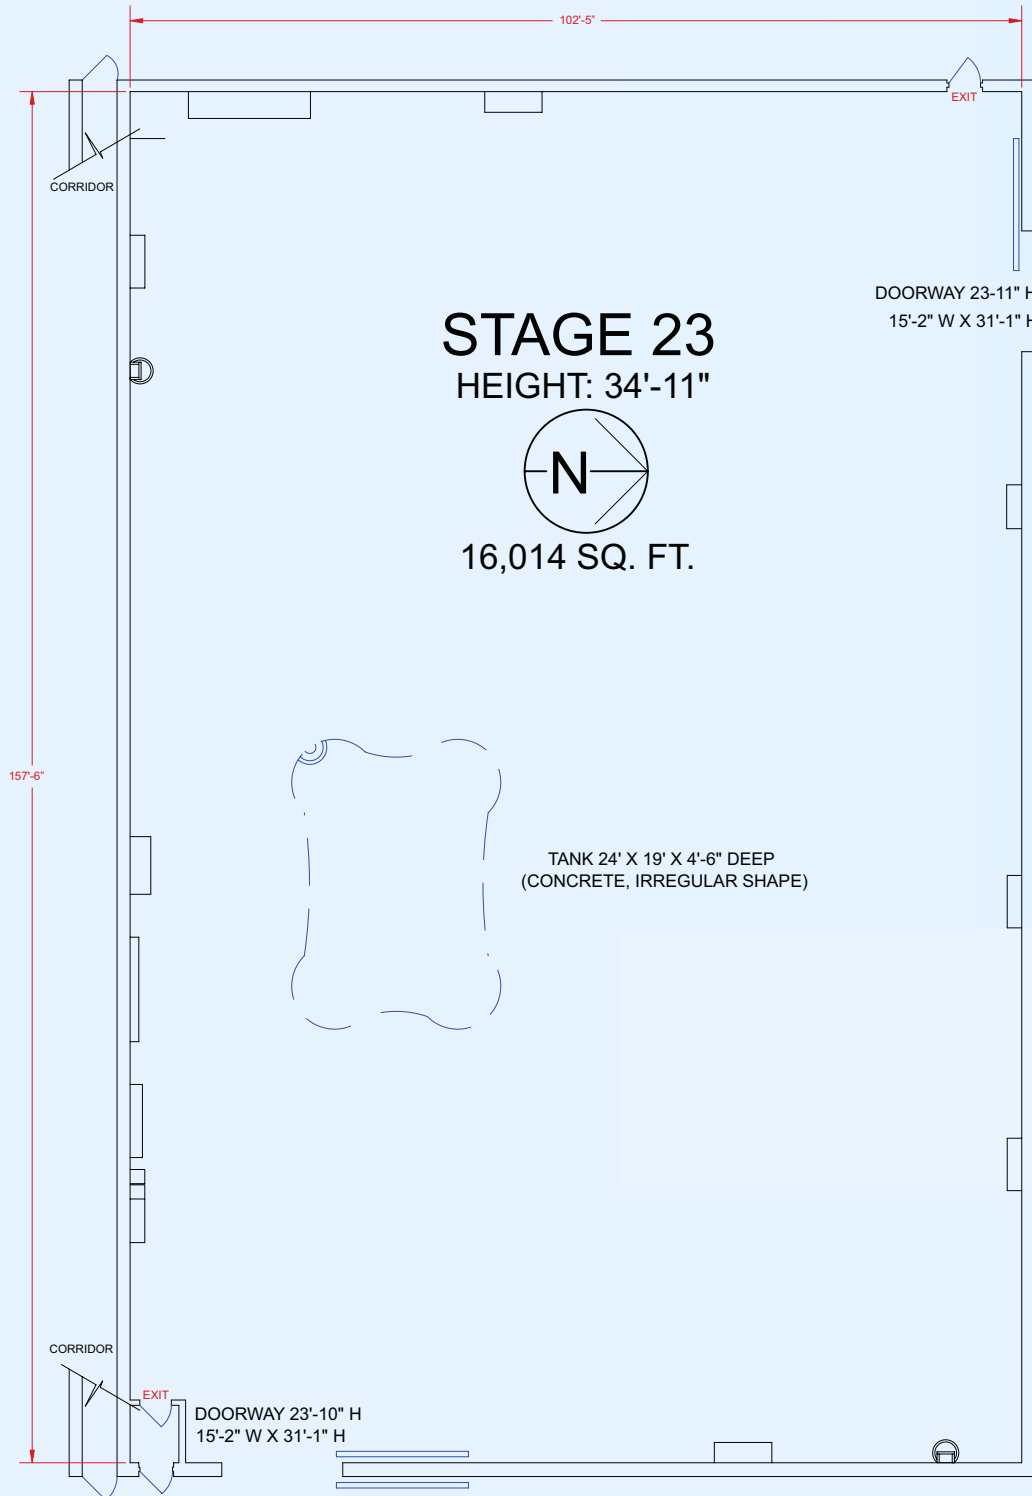 102'-5"
EXIT
CORRIDOR
DOORWAY 23-11" H
15'-2" W X 31'-1" H
STAGE 23
HEIGHT: 34'-11"
N
16,014 SQ. FT.
157'-6"
TANK 24' X 19' X 4'-6" DEEP
(CONCRETE, IRREGULAR SHAPE)
CORRIDOR
EXIT
DOORWAY 23'-10" H
15'-2" W X 31'-1" H